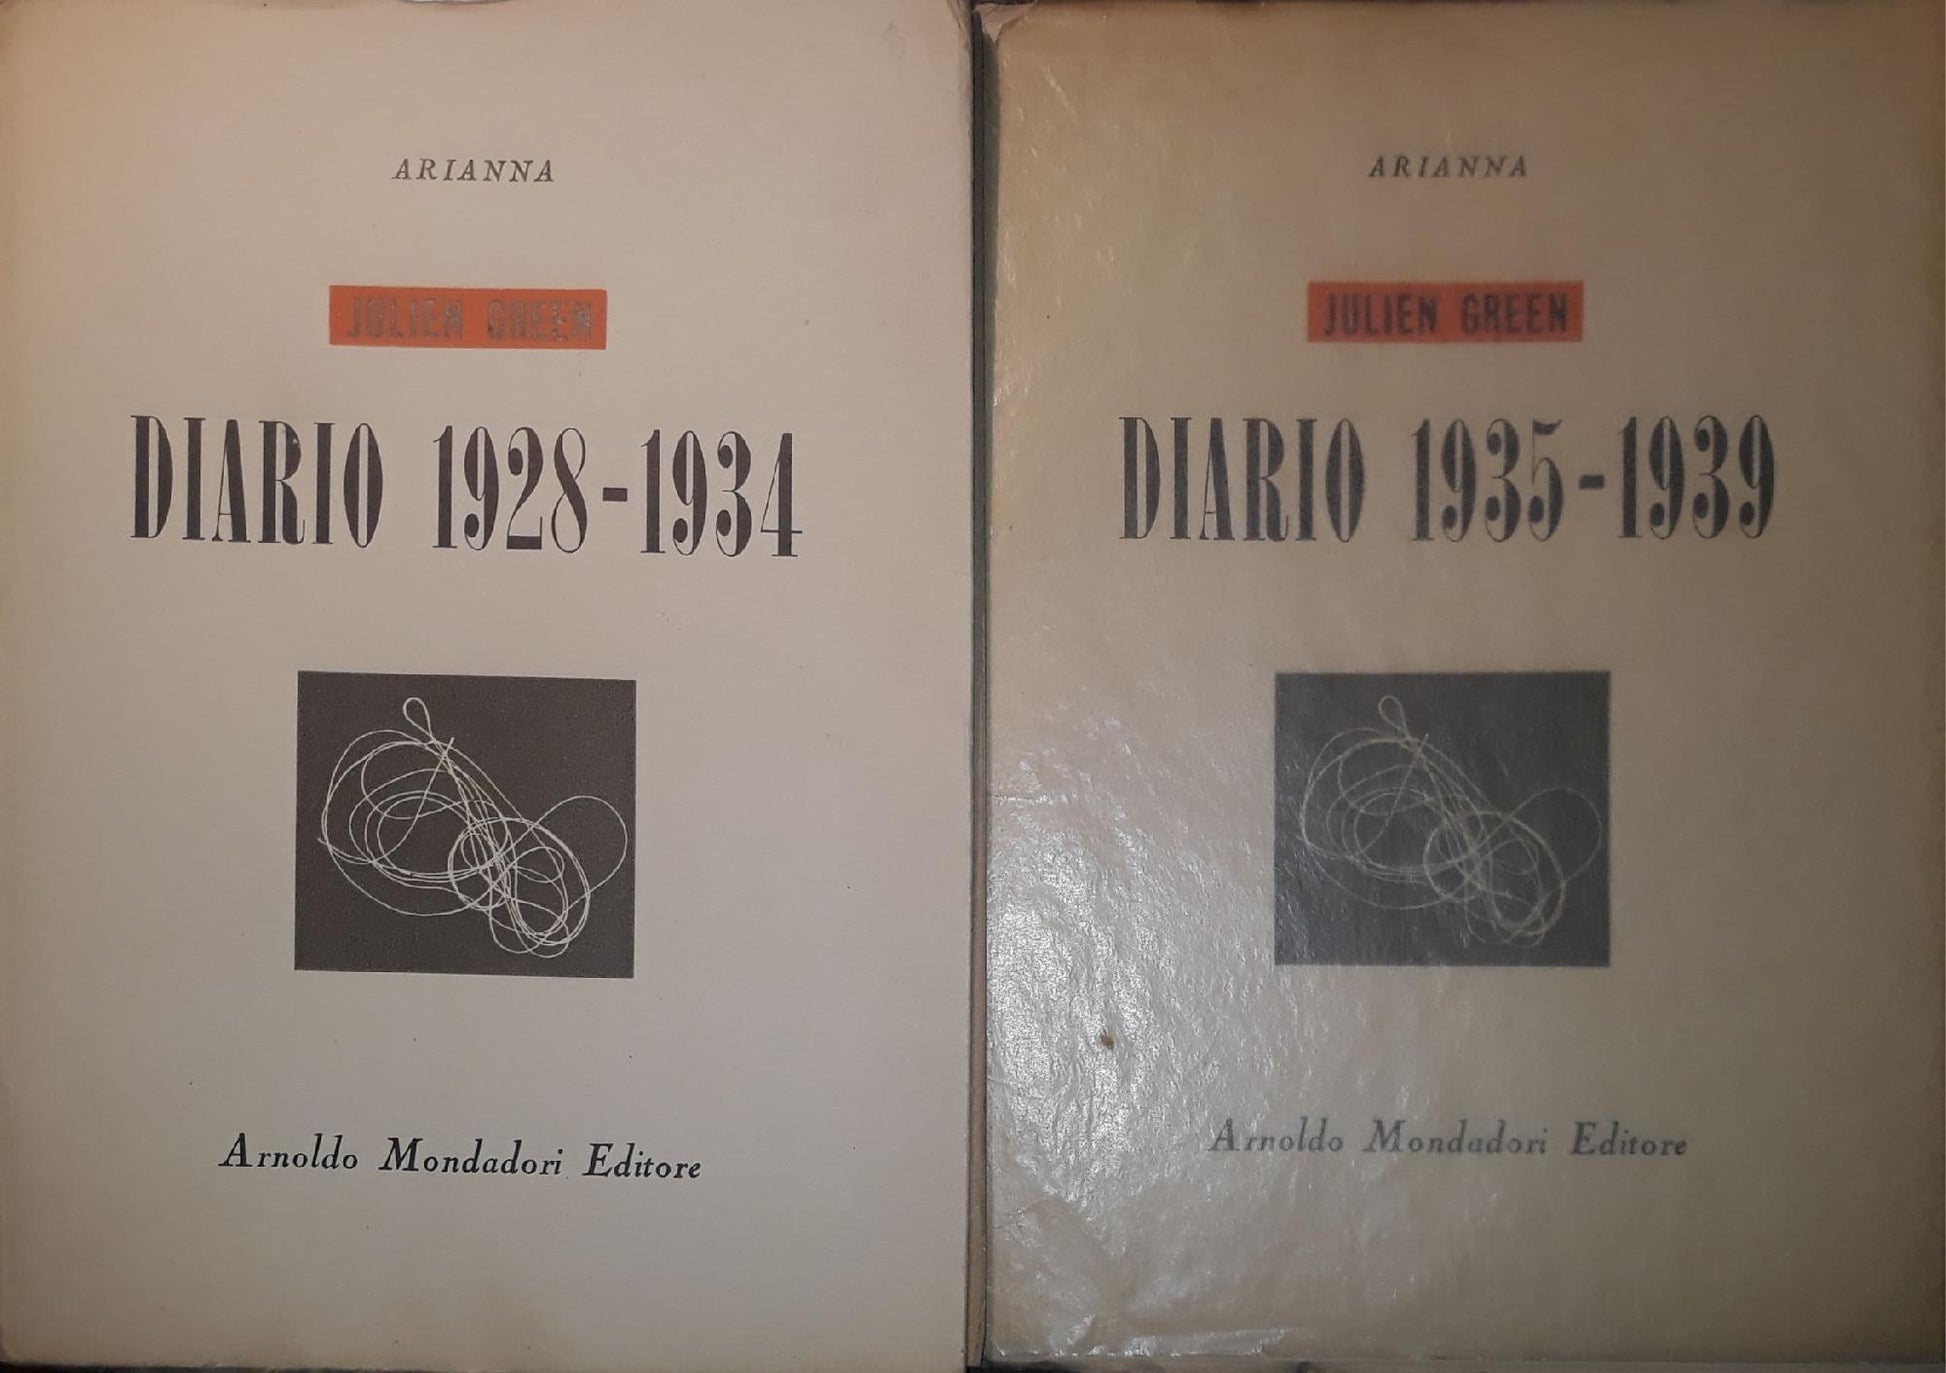 ARIANNA
JULIEN GREEN
DIARIO 1928-1934
Arnoldo Mondadori Editore
ARIANNA
JULIEN GREEN
DIARIO 1935-1939
Arnoldo Mondadori Editore